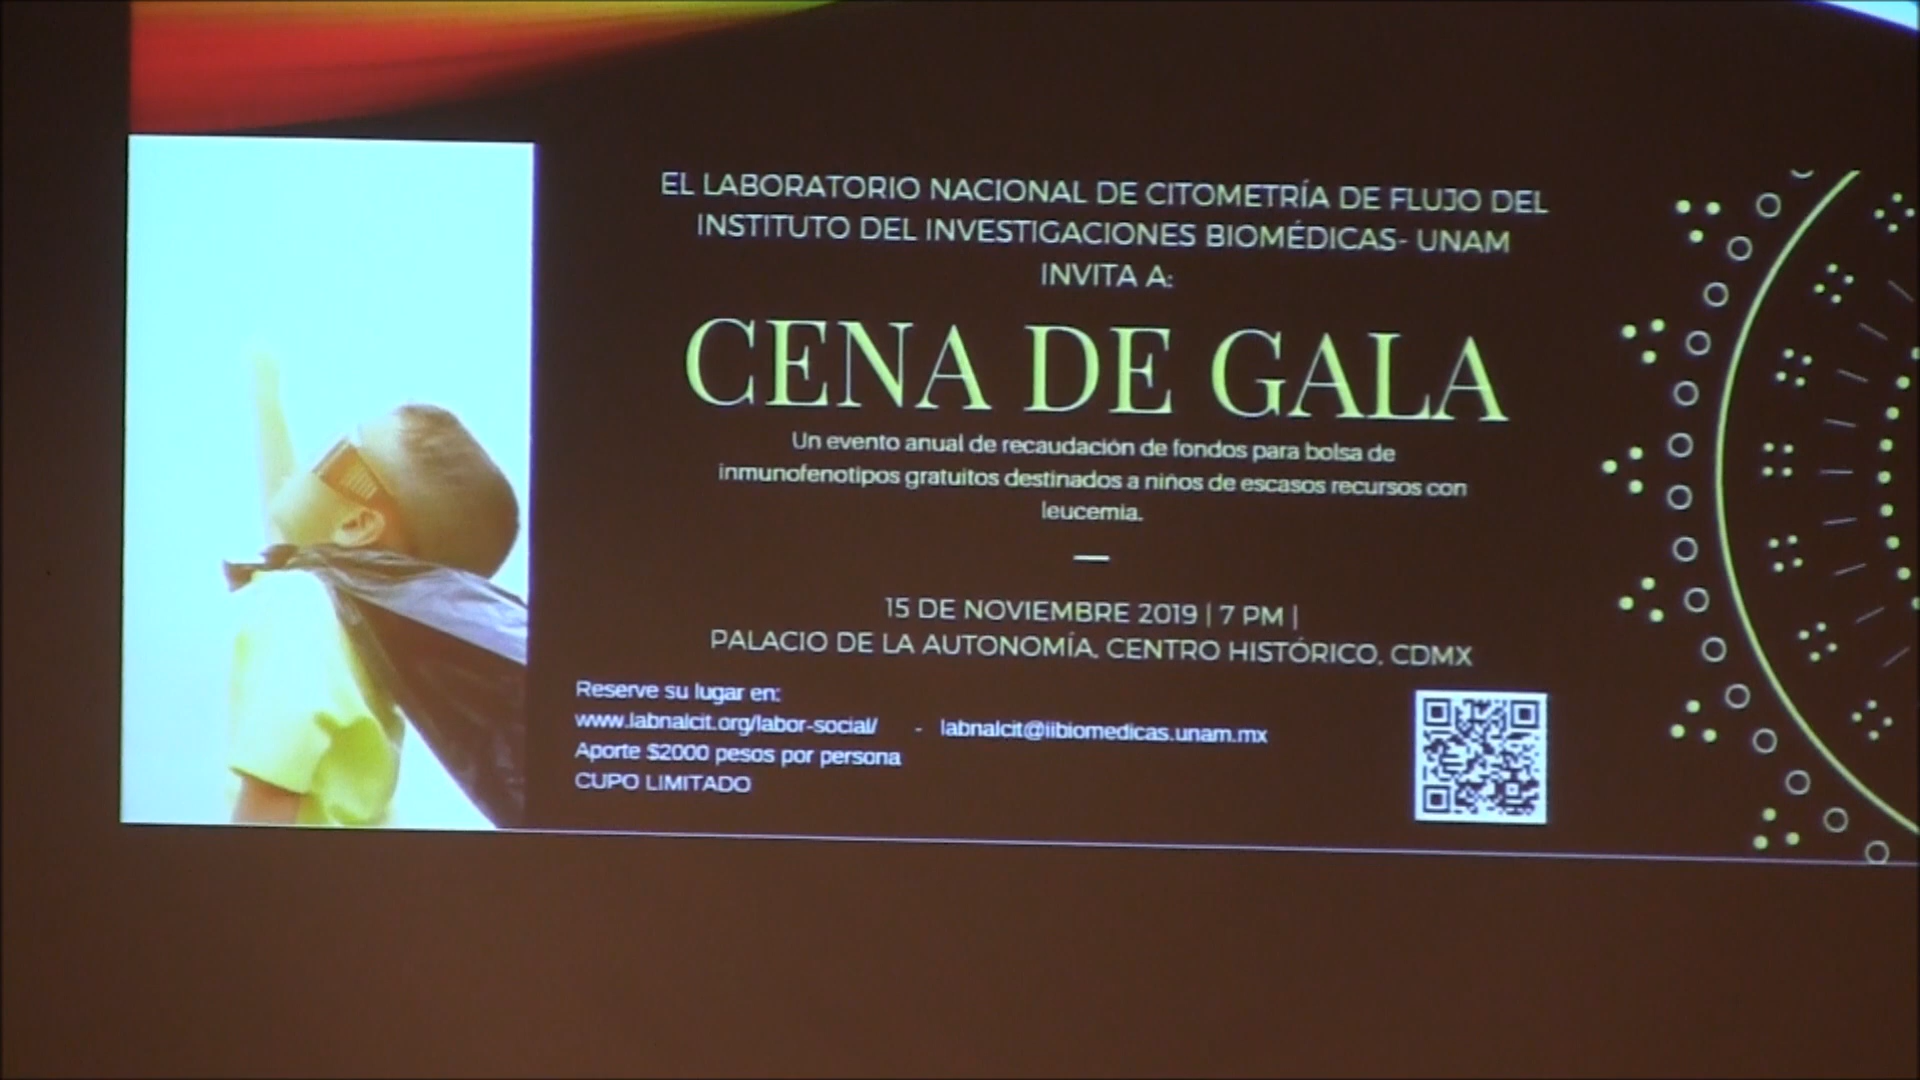 EL LABORATORIO NACIONAL DE CITOMETRÍA DE FLUJO DEL
INSTITUTO DEL INVESTIGACIONES BIOMÉDICAS- UNAM
INVITA A:
CENA DE GALA
Un evento anual de recaudación de fondos para bolsa de
inmunofenotipos gratuitos destinados a niños de escasos recursos con
leucemia.
15 DE NOVIEMBRE 2019 | 7 PM |
PALACIO DE LA AUTONOMÍA, CENTRO HISTÓRICO, CDMX
Reserve su lugar en:
www.labnalcit.org/labor-social/ - labnalcit@iibiomedicas.unam.mx
Aporte $2000 pesos por persona
CUPO LIMITADO